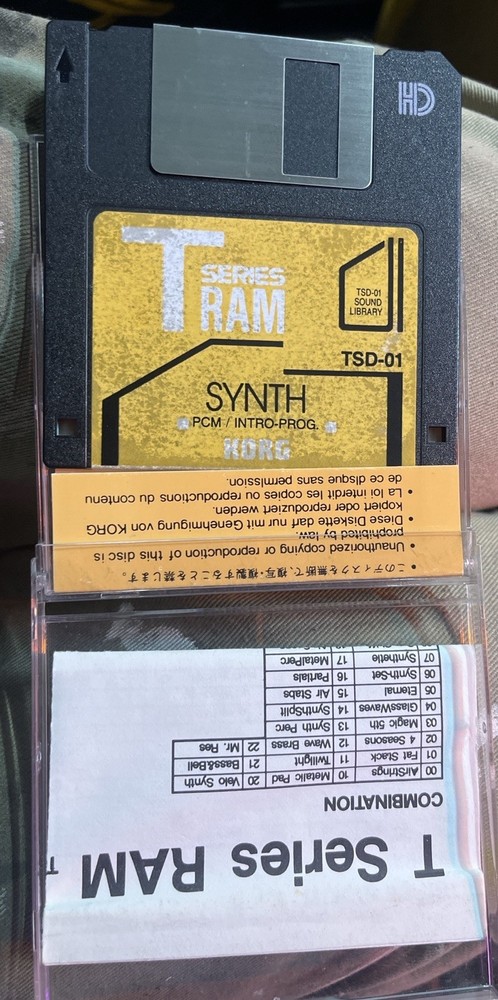 HD
T SERIES
RAM
TSD-01
SOUND
LIBRARY
TSD-01
SYNTH
PCM / INTRO-PROG.
KORG
• このディスクを無断で、複写・複製することを禁じます。
• Unauthorized copying or reproduction of this disc is
prohibited by law.
• Diese Diskette darf nur mit Genehmigung von KORG
kopiert oder reproduziert werden.
• La loi interdit les copies ou reproductions du contenu
de ce disque sans permission.
T Series RAM T
COMBINATION
00 AirStrings 10 Metalic Pad 20 Velo Synth
01 Fat Stack 11 Twilight 21 Bass&Bell
02 4 Seasons 12 Wave Brass 22 Mr. Res
03 Magic 5th 13 Synth Perc
04 GlassWaves 14 SynthSplit
05 Eternal 15 Air Stabs
06 Synth-Set 16 Partials
07 Synthetle 17 MetalPerc